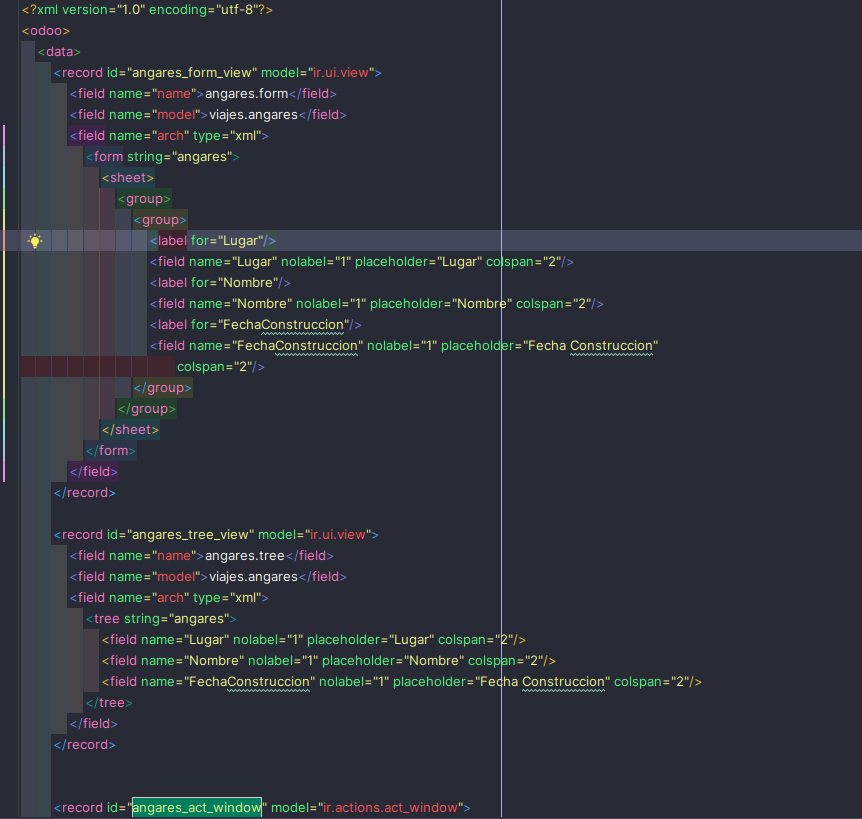 <?xml version="1.0" encoding="utf-8"?>
<odoo>
<data>
<record id="angares_form_view" model="ir.ui.view">
<field name="name">angares.form</field>
<field name="model">viajes.angares</field>
<field name="arch" type="xml">
<form string="angares">
<sheet>
<group>
<group>
<label for="Lugar"/>
<field name="Lugar" nolabel="1" placeholder="Lugar" colspan="2"/>
<label for="Nombre"/>
<field name="Nombre" nolabel="1" placeholder="Nombre" colspan="2"/>
<label for="FechaConstruccion"/>
<field name="FechaConstruccion" nolabel="1" placeholder="Fecha Construccion"
colspan="2"/>
</group>
</group>
</sheet>
</form>
</field>
</record>
<record id="angares_tree_view" model="ir.ui.view">
<field name="name">angares.tree</field>
<field name="model">viajes.angares</field>
<field name="arch" type="xml">
<tree string="angares">
<field name="Lugar" nolabel="1" placeholder="Lugar" colspan="2"/>
<field name="Nombre" nolabel="1" placeholder="Nombre" colspan="2"/>
<field name="FechaConstruccion" nolabel="1" placeholder="Fecha Construccion" colspan="2"/>
</tree>
</field>
</record>
<record id="angares_act_window" model="ir.actions.act_window">